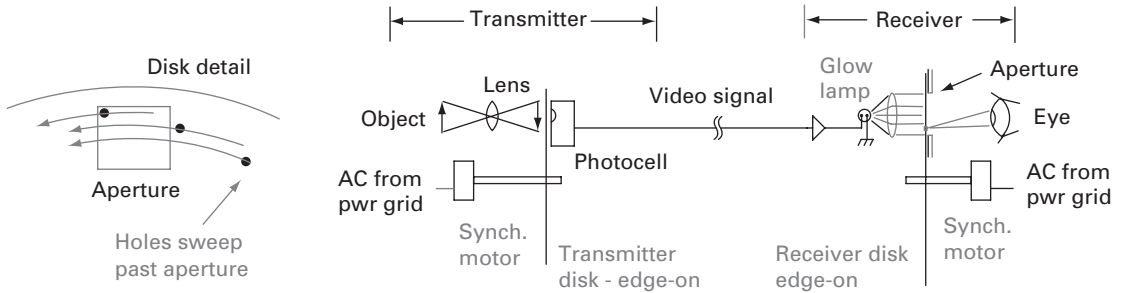 Disk detail
Aperture
Holes sweep
past aperture
Transmitter
Receiver
Object
Lens
Video signal
Photocell
Glow
lamp
Aperture
Eye
AC from
pwr grid
Synch.
motor
Transmitter
disk - edge-on
Receiver disk
edge-on
Synch.
motor
AC from
pwr grid